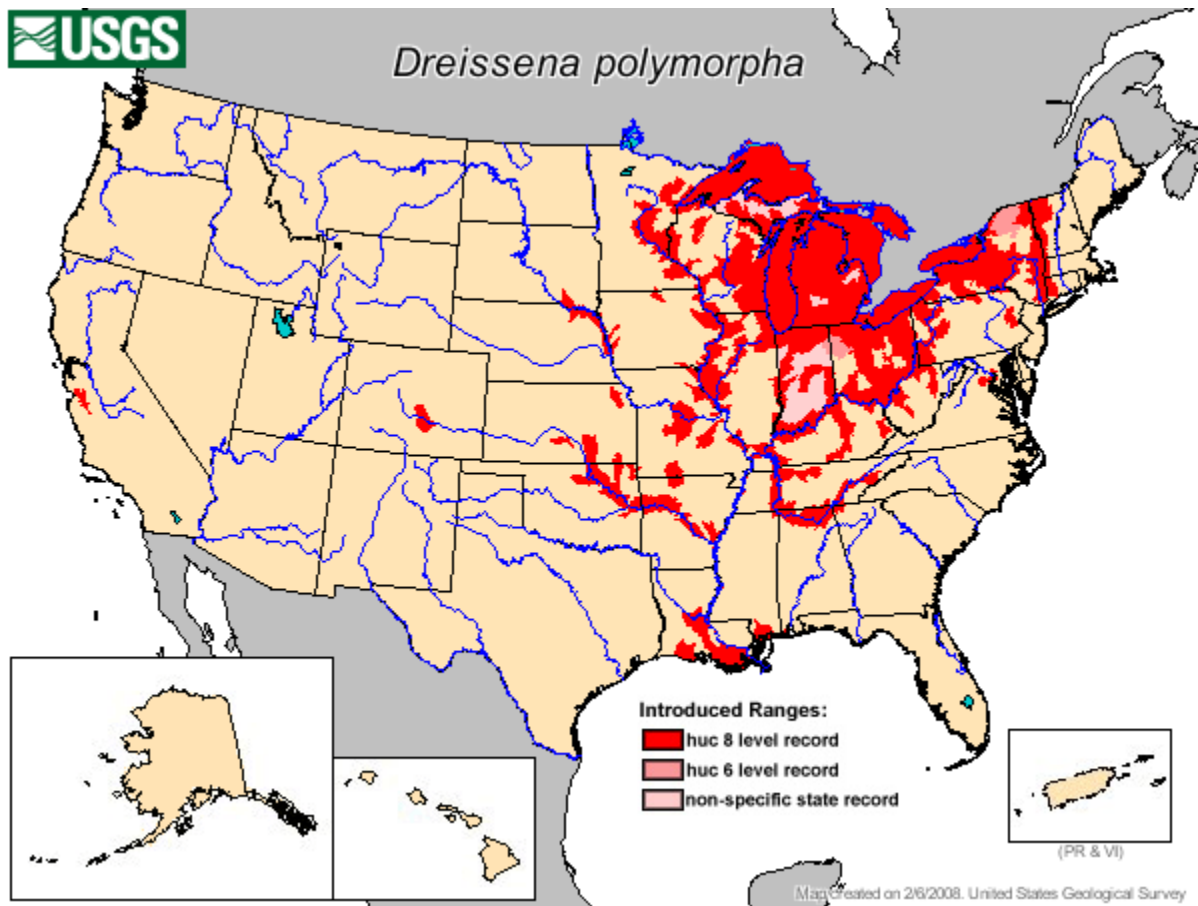 USGS
Dreissena polymorpha
Introduced Ranges:
huc 8 level record
huc 6 level record
non-specific state record
(PR & VI)
Map created on 2/6/2008. United States Geological Survey